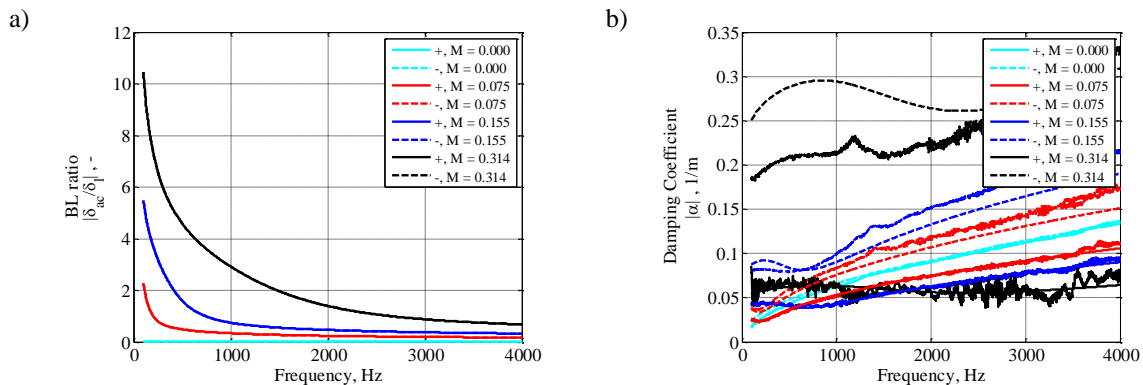 a)
12
10
8
6
4
2
0
0
1000
2000
3000
4000
Frequency, Hz
BL ratio
|δac/δl| , -
+, M = 0.000
-, M = 0.000
+, M = 0.075
-, M = 0.075
+, M = 0.155
-, M = 0.155
+, M = 0.314
-, M = 0.314
b)
0.35
0.3
0.25
0.2
0.15
0.1
0.05
0
0
1000
2000
3000
4000
Frequency, Hz
Damping Coefficient
|α| , 1/m
+, M = 0.000
-, M = 0.000
+, M = 0.075
-, M = 0.075
+, M = 0.155
-, M = 0.155
+, M = 0.314
-, M = 0.314